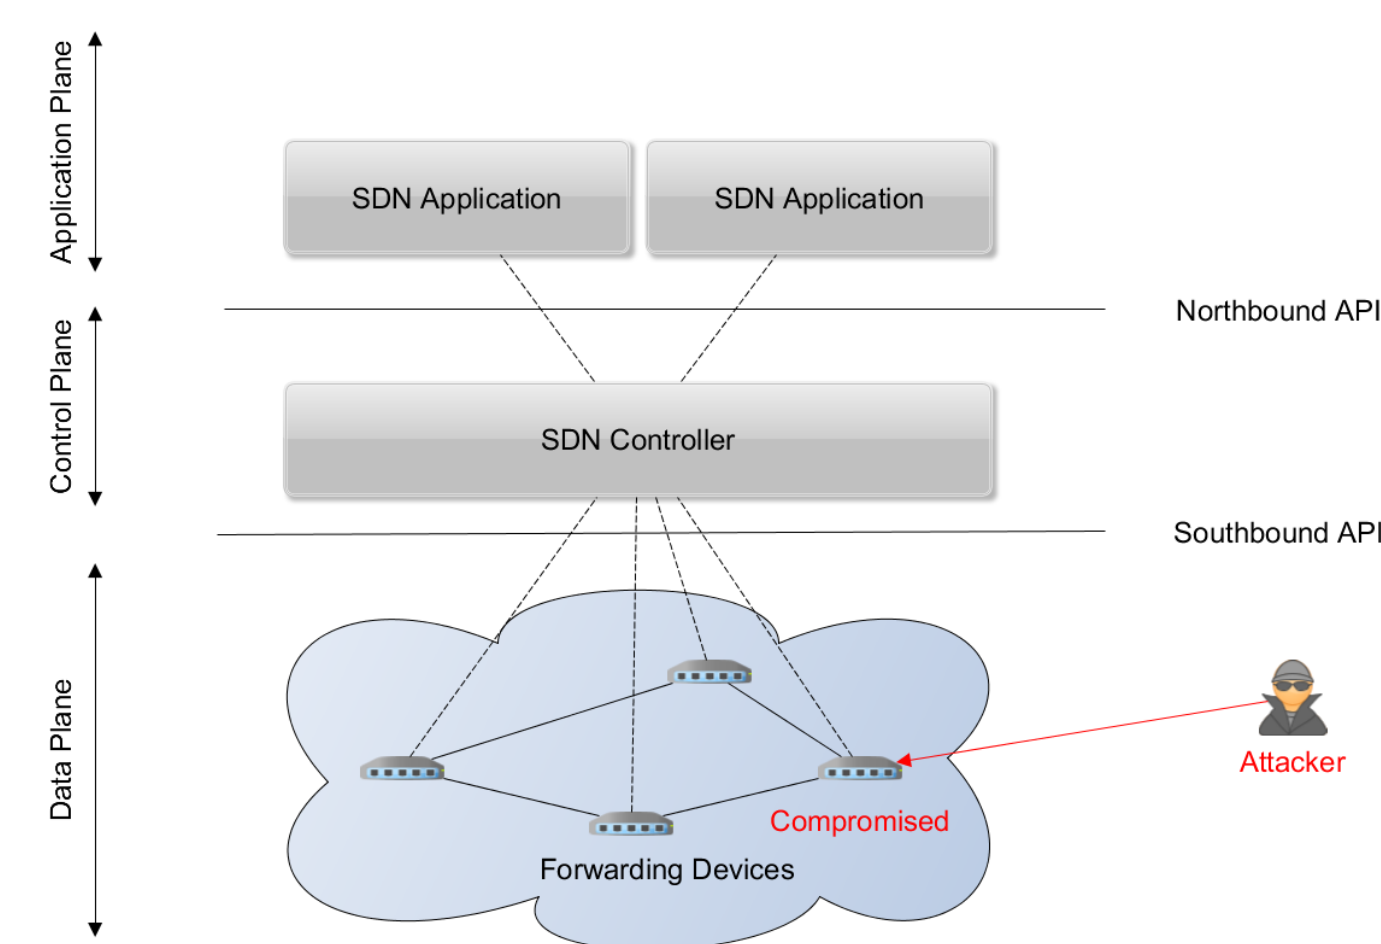 Application Plane
SDN Application
SDN Application
Northbound API
Control Plane
SDN Controller
Southbound API
Data Plane
Attacker
Compromised
Forwarding Devices